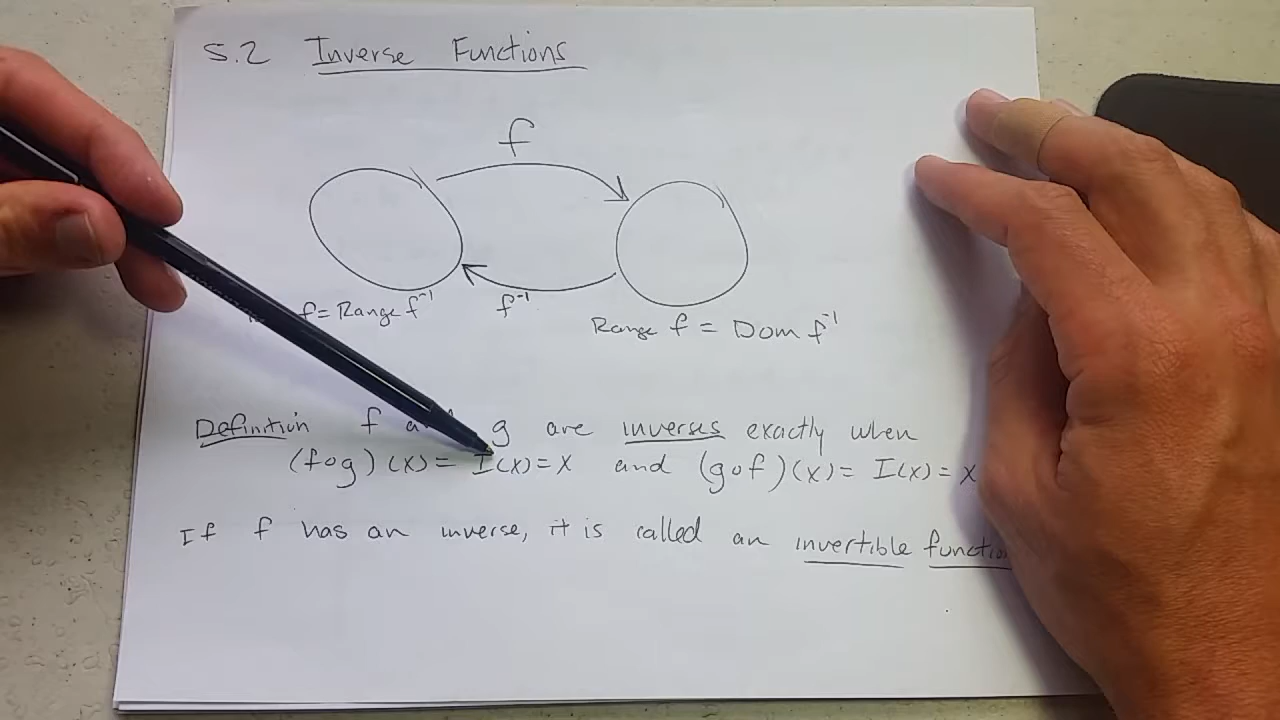 5.2 Inverse Functions
f
f⁻¹
f = Range f⁻¹
Range f = Dom f⁻¹
Definition f g are inverses exactly when
(f∘g)(x) = I(x) = x and (g∘f)(x) = I(x) = x
If f has an inverse, it is called an invertible